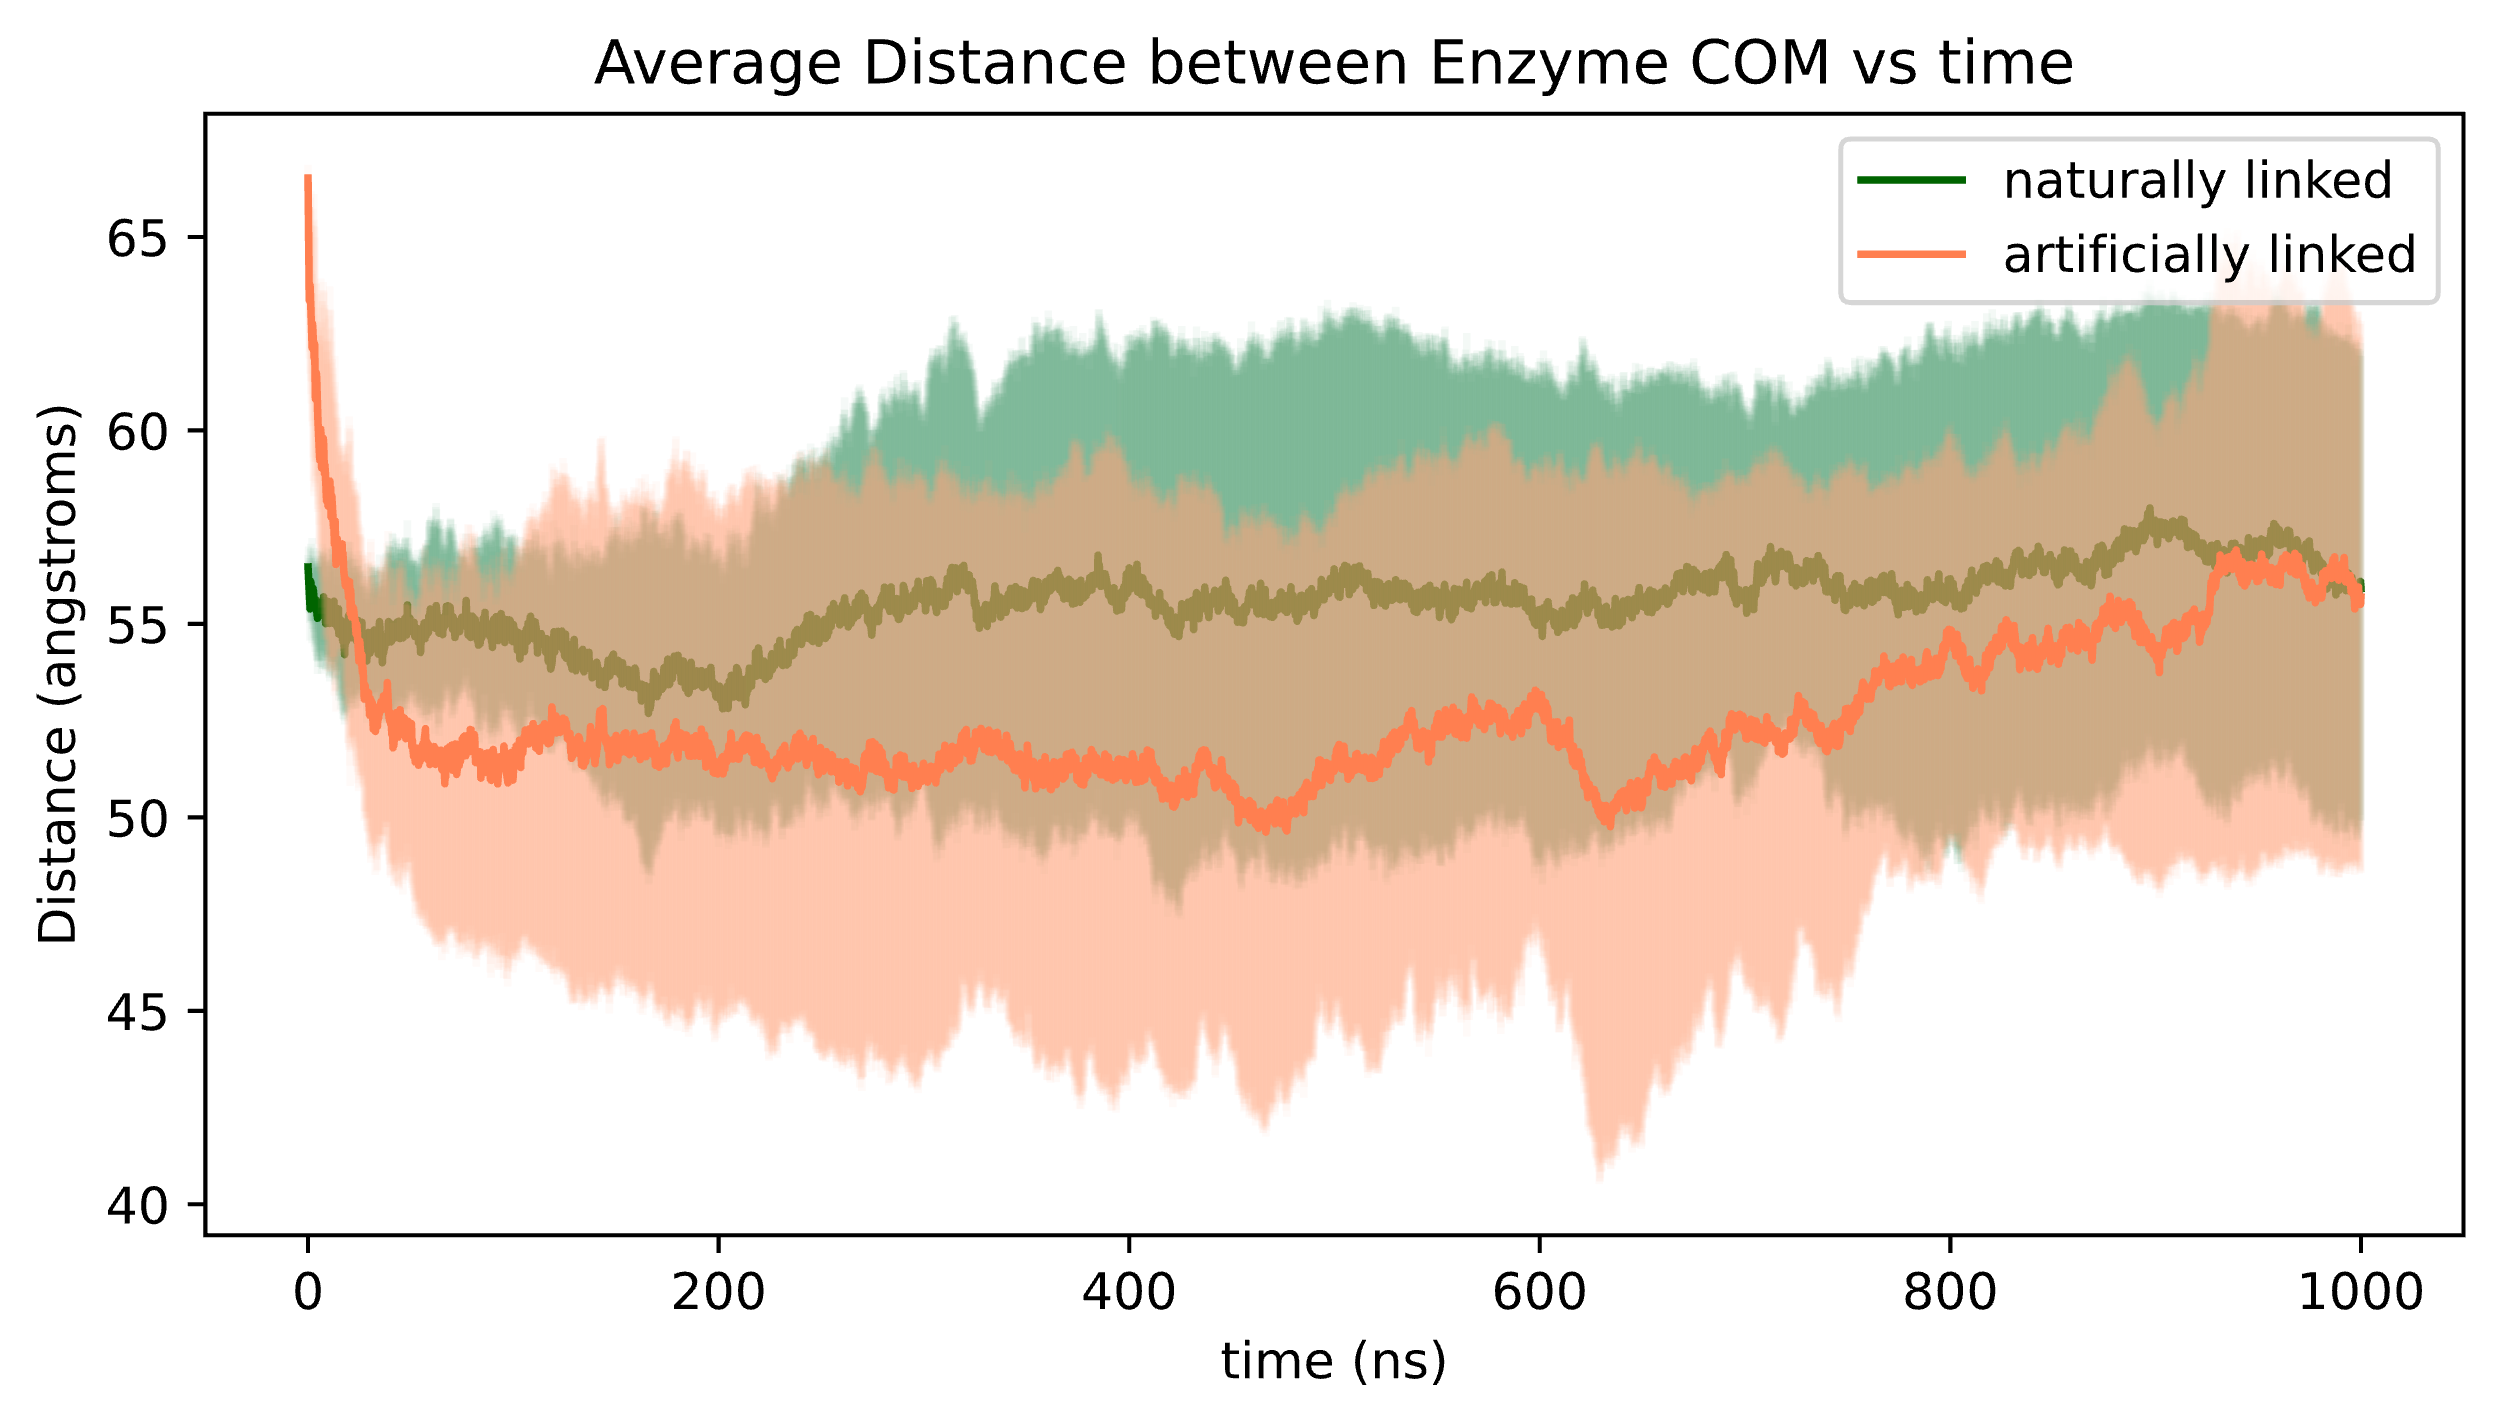 Average Distance between Enzyme COM vs time
naturally linked
artificially linked
65
60
55
50
45
40
Distance (angstroms)
0 200 400 600 800 1000
time (ns)